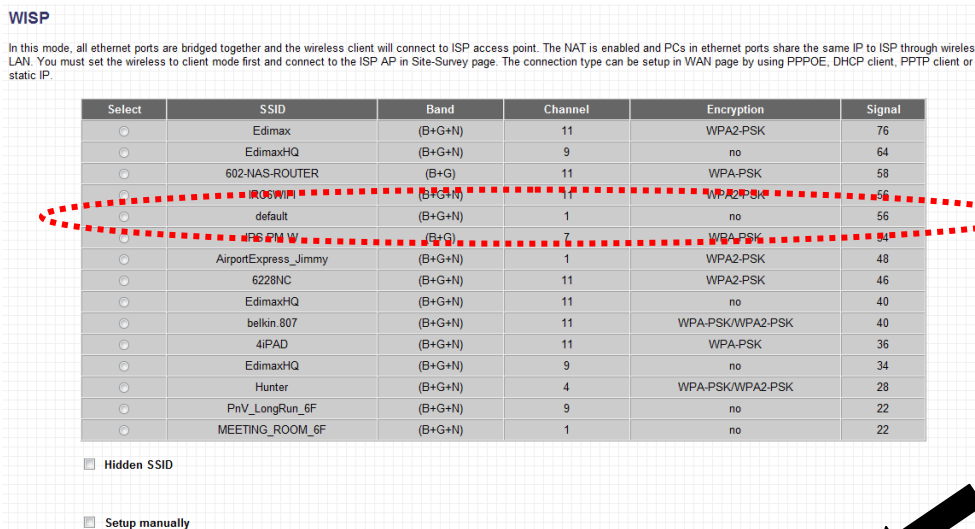 WISP
In this mode, all ethernet ports are bridged together and the wireless client will connect to ISP access point. The NAT is enabled and PCs in ethernet ports share the same IP to ISP through wireles
LAN. You must set the wireless to client mode first and connect to the ISP AP in Site-Survey page. The connection type can be setup in WAN page by using PPPOE, DHCP client, PPTP client or
static IP.
Select SSID Band Channel Encryption Signal
Edimax (B+G+N) 11 WPA2-PSK 76
EdimaxHQ (B+G+N) 9 no 64
602-NAS-ROUTER (B+G) 11 WPA-PSK 58
(B+G+N) 11 WPA2-PSK 56
default (B+G+N) 1 no 56
(B+G) 7 WPA-PSK 54
AirportExpress_Jimmy (B+G+N) 1 WPA2-PSK 48
6228NC (B+G+N) 11 WPA2-PSK 46
EdimaxHQ (B+G+N) 11 no 40
belkin.807 (B+G+N) 11 WPA-PSK/WPA2-PSK 40
4iPAD (B+G+N) 11 WPA-PSK 36
EdimaxHQ (B+G+N) 9 no 34
Hunter (B+G+N) 4 WPA-PSK/WPA2-PSK 28
PnV_LongRun_6F (B+G+N) 9 no 22
MEETING_ROOM_6F (B+G+N) 1 no 22
Hidden SSID
Setup manually